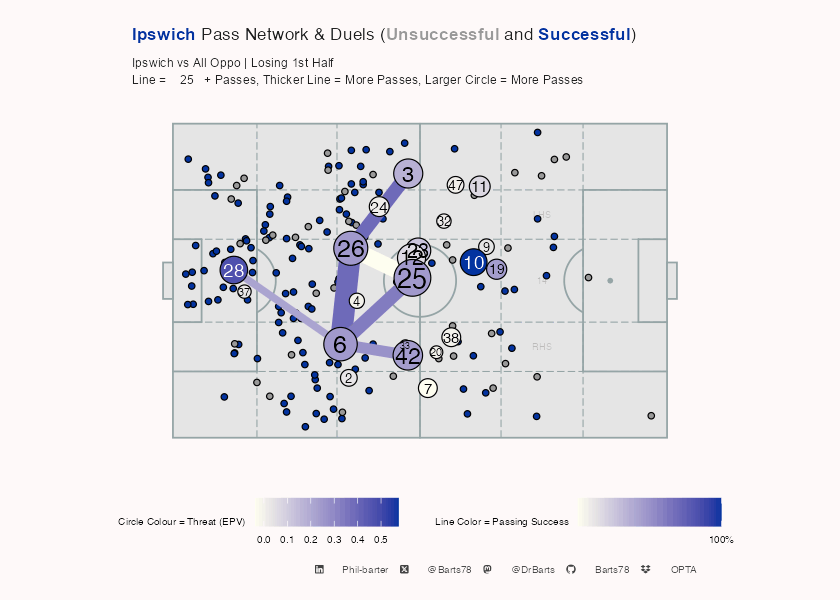 Ipswich Pass Network & Duels (Unsuccessful and Successful)
Ipswich vs All Oppo | Losing 1st Half
Line = 25 + Passes, Thicker Line = More Passes, Larger Circle = More Passes
3
47 11
24
32
26
23
9
12
10
19
28
25
37
4
38
6
33
42
20
RHS
2
7
Circle Colour = Threat (EPV)
0.0 0.1 0.2 0.3 0.4 0.5
Line Color = Passing Success
100%
Phil-barter @Barts78 @DrBarts Barts78 OPTA